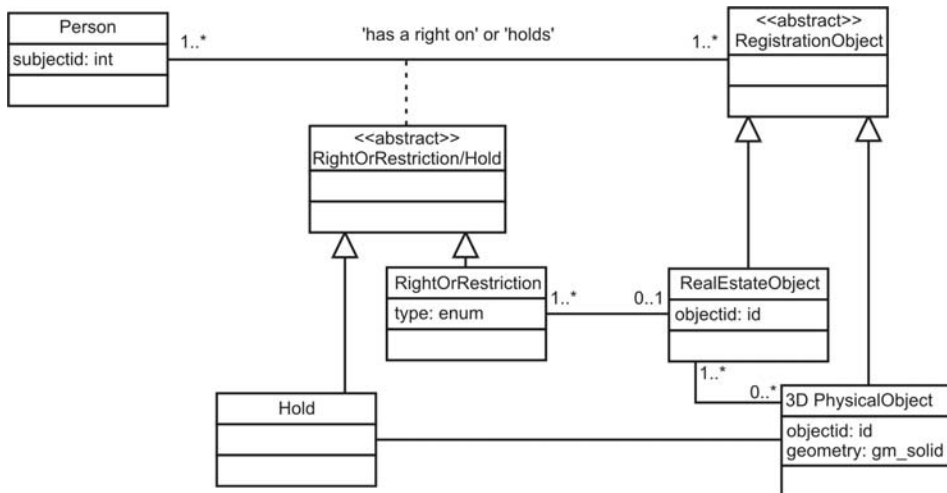 Person
subjectid: int
1..*
'has a right on' or 'holds'
1..*
<<abstract>>
RegistrationObject
<<abstract>>
RightOrRestriction/Hold
RightOrRestriction
type: enum
1..*
0..1
RealEstateObject
objectid: id
1..*
0..*
Hold
3D PhysicalObject
objectid: id
geometry: gm_solid